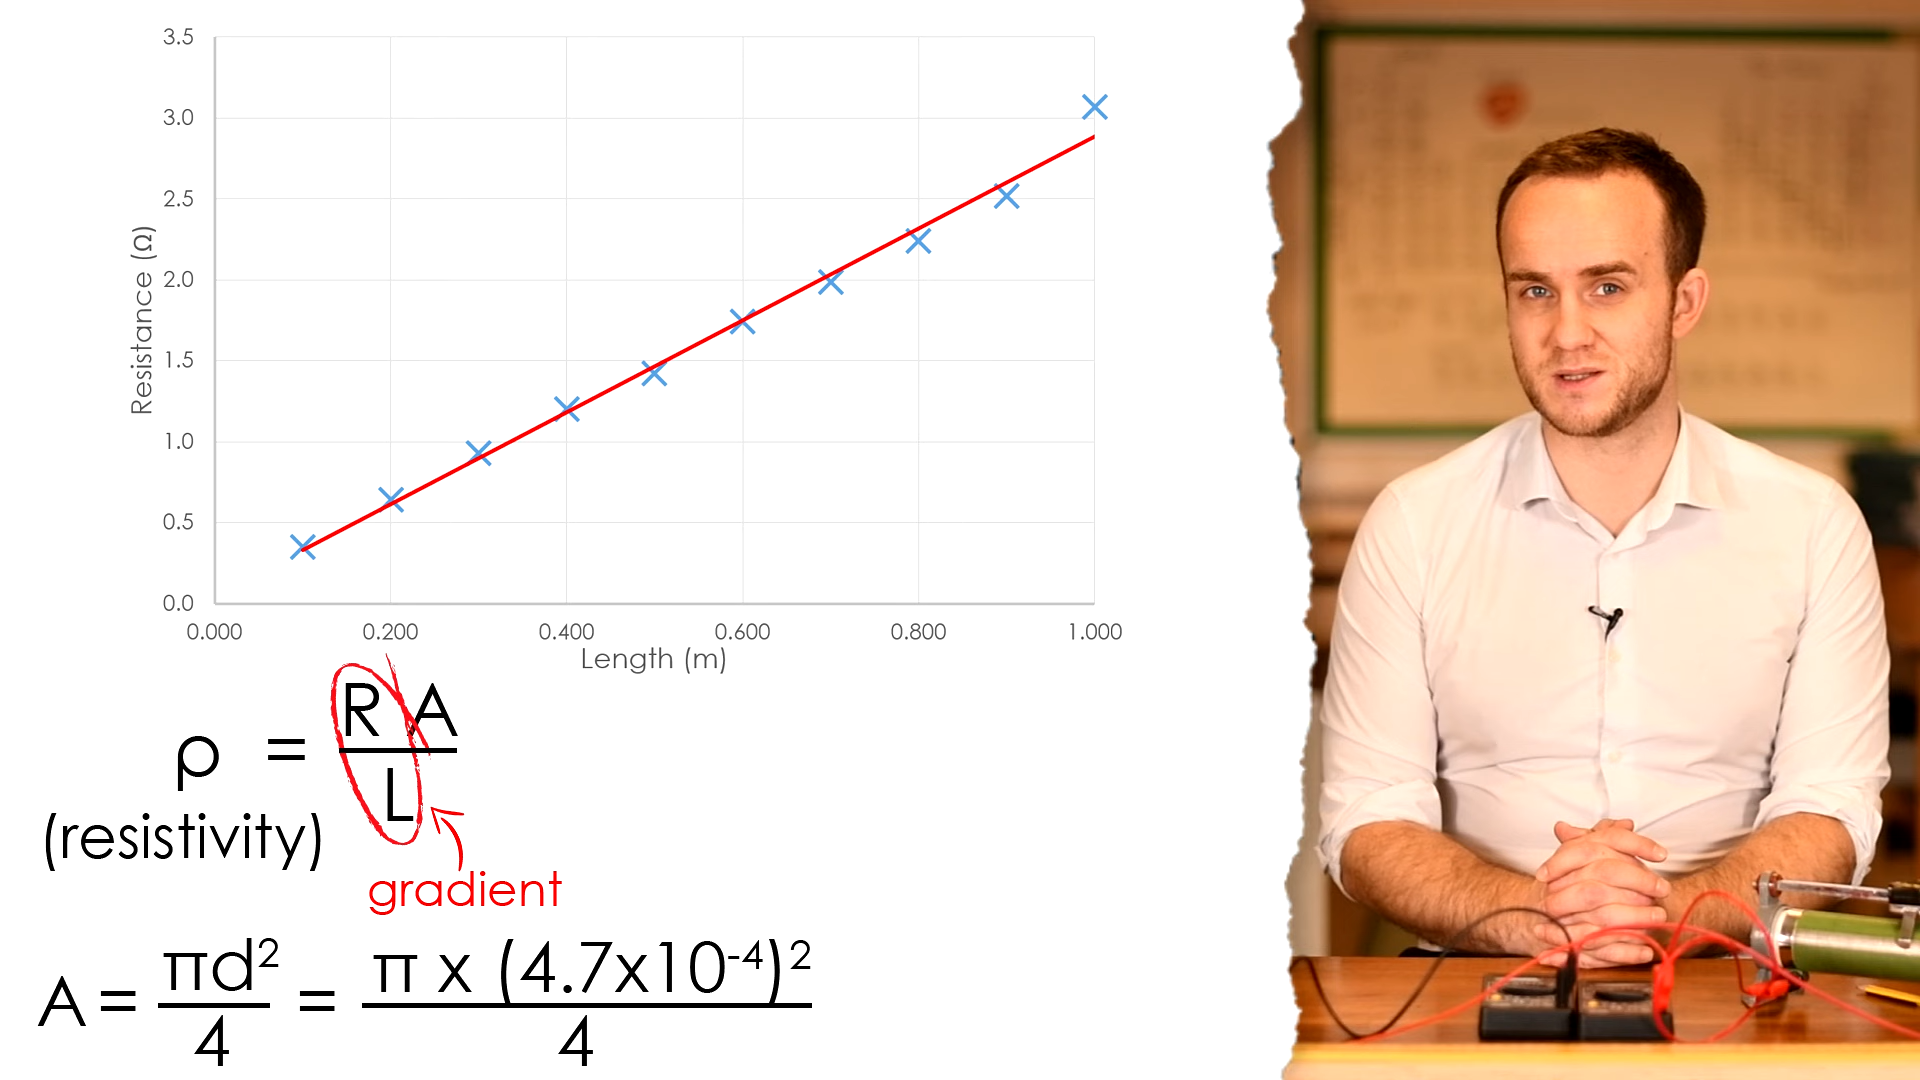 3.5
3.0
2.5
2.0
1.5
1.0
0.5
0.0
Resistance (Ω)
0.000 0.200 0.400 0.600 0.800 1.000
Length (m)
ρ = R A
L
(resistivity)
gradient
A = πd² = π x (4.7x10⁻⁴)²
4 4